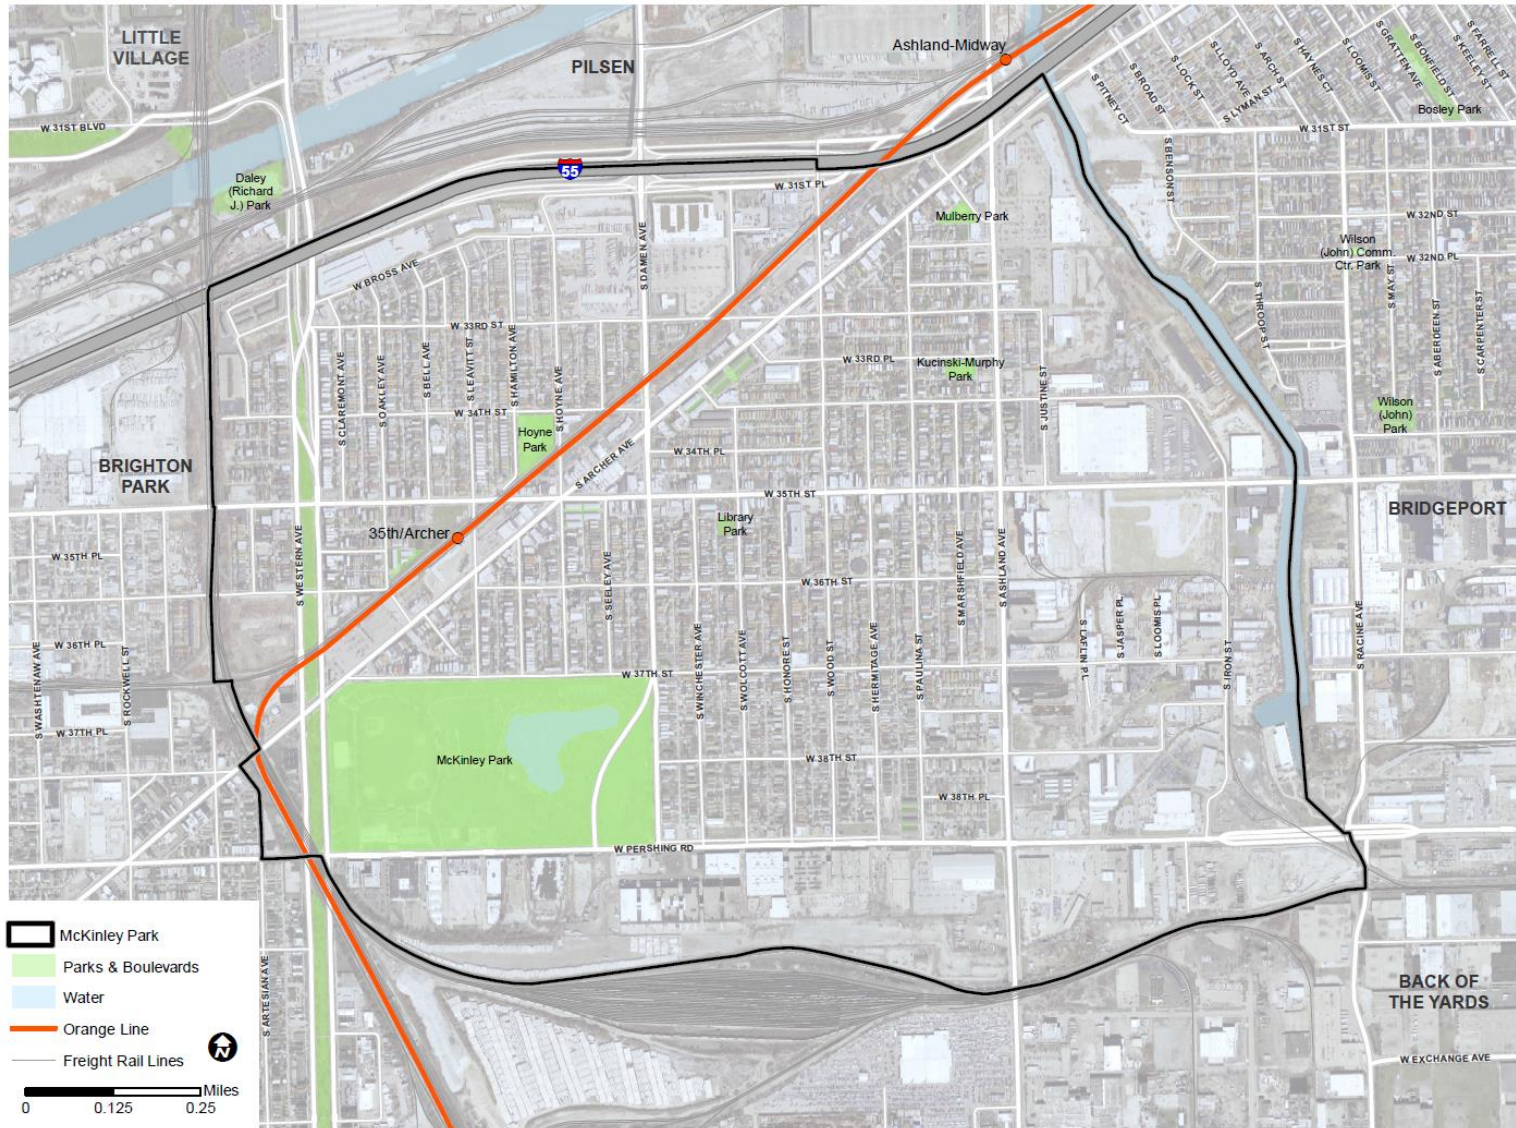 LITTLE
VILLAGE
PILSEN
Ashland-Midway
S FARRELL ST
S KEELEY ST
S BONFIELD ST
S GRATTEN AVE
S LOOMIS ST
S HAYNES CT
S ARCH ST
S LLOYD AVE
S LOCK ST
S BROAD ST
S PITNEY CT
S LYMAN ST
Bosley Park
W 31ST BLVD
W 31ST ST
55
Daley
(Richard
J.) Park
W 31ST PL
S BENSON ST
Mulberry Park
W 32ND ST
Wilson
(John) Comm.
Ctr. Park
W 32ND PL
S DAMEN AVE
W BROSS AVE
S THROOP ST
S MAY ST
S ABERDEEN ST
S CARPENTER ST
W 33RD ST
W 33RD PL
Kucinski-Murphy
Park
S CLAREMONT AVE
S OAKLEY AVE
S BELL AVE
S LEAVITT ST
S HAMILTON AVE
S HOYNE AVE
S JUSTINE ST
W 34TH ST
Hoyne
Park
Wilson
(John)
Park
S ARCHER AVE
W 34TH PL
BRIGHTON
PARK
W 35TH ST
BRIDGEPORT
Library
Park
35th/Archer
W 35TH PL
S WESTERN AVE
S SEELEY AVE
W 36TH ST
S MARSHFIELD AVE
S ASHLAND AVE
S LAFLIN PL
S JASPER PL
S LOOMIS PL
S IRON ST
S RACINE AVE
W 36TH PL
S WASHTENAW AVE
S ROCKWELL ST
W 37TH ST
S WINCHESTER AVE
S WOLCOTT AVE
S HONORE ST
S WOOD ST
S HERMITAGE AVE
S PAULINA ST
W 37TH PL
McKinley Park
W 38TH ST
W 38TH PL
W PERSHING RD
McKinley Park
Parks & Boulevards
Water
Orange Line
Freight Rail Lines
N
Miles
0 0.125 0.25
S ARTESIAN AVE
BACK OF
THE YARDS
W EXCHANGE AVE